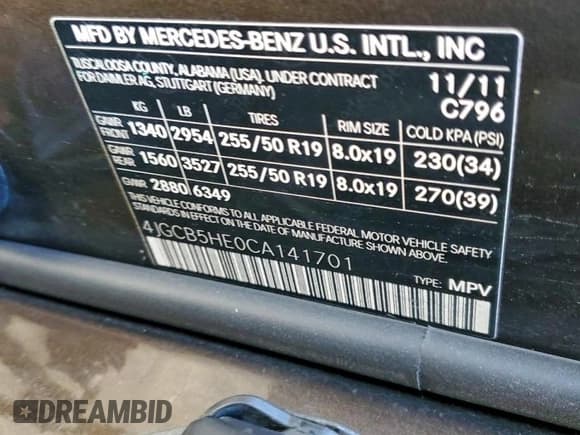 MFD BY MERCEDES-BENZ U.S. INTL., INC
TUSCALOOSA COUNTY, ALABAMA (USA). UNDER CONTRACT
FOR DAIMLER AG, STUTTGART (GERMANY)
11/11
C796
KG LB TIRES RIM SIZE COLD KPA (PSI)
GAWR FRONT 1340 2954 255/50 R19 8.0x19 230(34)
GAWR REAR 1560 3527 255/50 R19 8.0x19 270(39)
GVWR 2880 6349
THIS VEHICLE CONFORMS TO ALL APPLICABLE U.S. FEDERAL MOTOR VEHICLE SAFETY
STANDARDS IN EFFECT ON THE DATE OF MANUFACTURE SHOWN ABOVE.
4JGCB5HE0CA141701
TYPE: MPV
DREAMBID